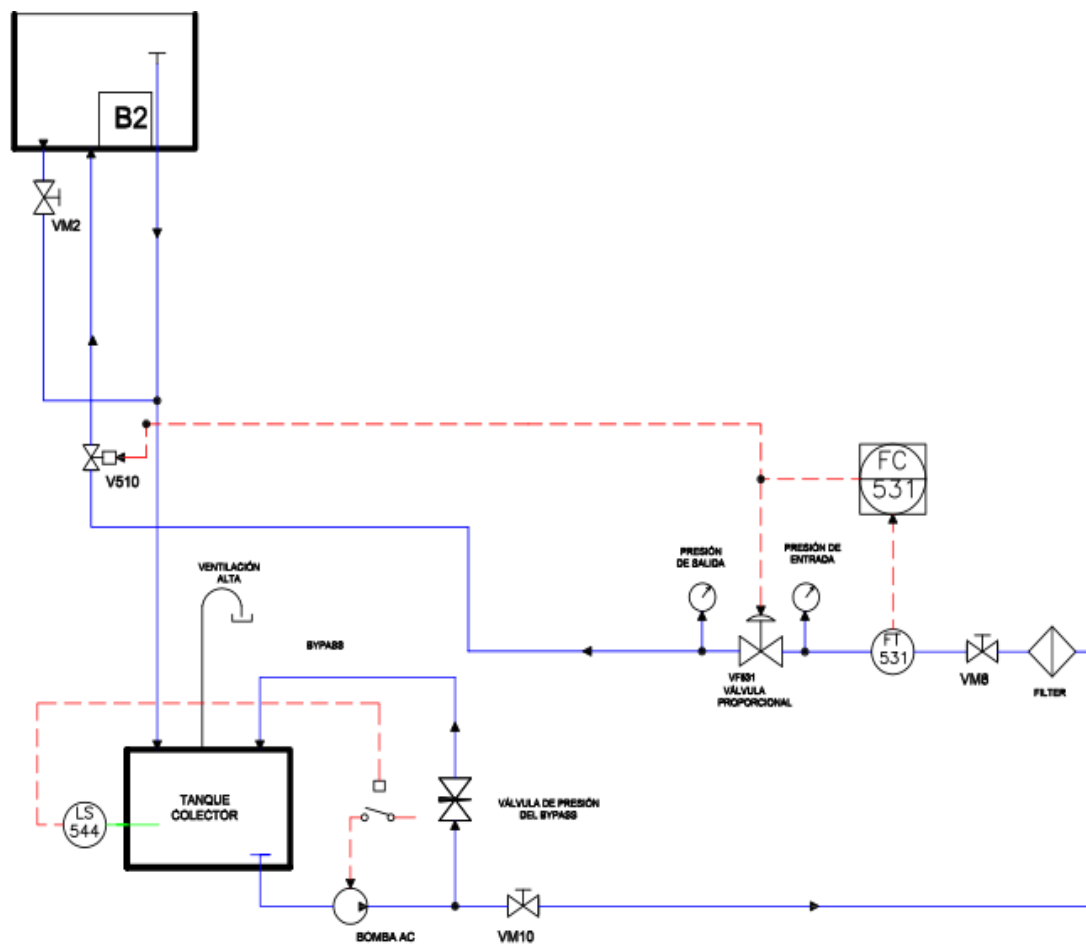 B2
VM2
V510
FC
531
PRESIÓN
DE SALIDA
PRESIÓN DE
ENTRADA
VENTILACIÓN
ALTA
BYPASS
FT
531
VM8
FILTER
VF531
VÁLVULA
PROPORCIONAL
TANQUE
COLECTOR
LS
544
VÁLVULA DE PRESIÓN
DEL BYPASS
BOMBA AC
VM10